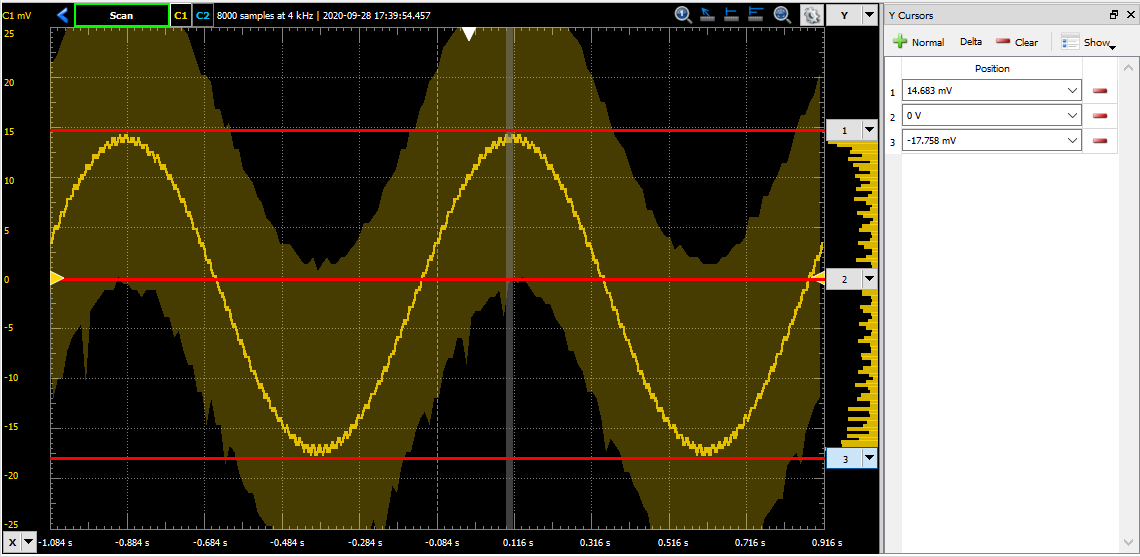 C1 mV
Scan
C1
C2
8000 samples at 4 kHz | 2020-09-28 17:39:54.457
Y
25
20
15
10
5
0
-5
-10
-15
-20
-25
1
2
3
X
-1.084 s
-0.884 s
-0.684 s
-0.484 s
-0.284 s
-0.084 s
0.116 s
0.316 s
0.516 s
0.716 s
0.916 s
Y Cursors
Normal
Delta
Clear
Show
Position
1 14.683 mV
2 0 V
3 -17.758 mV